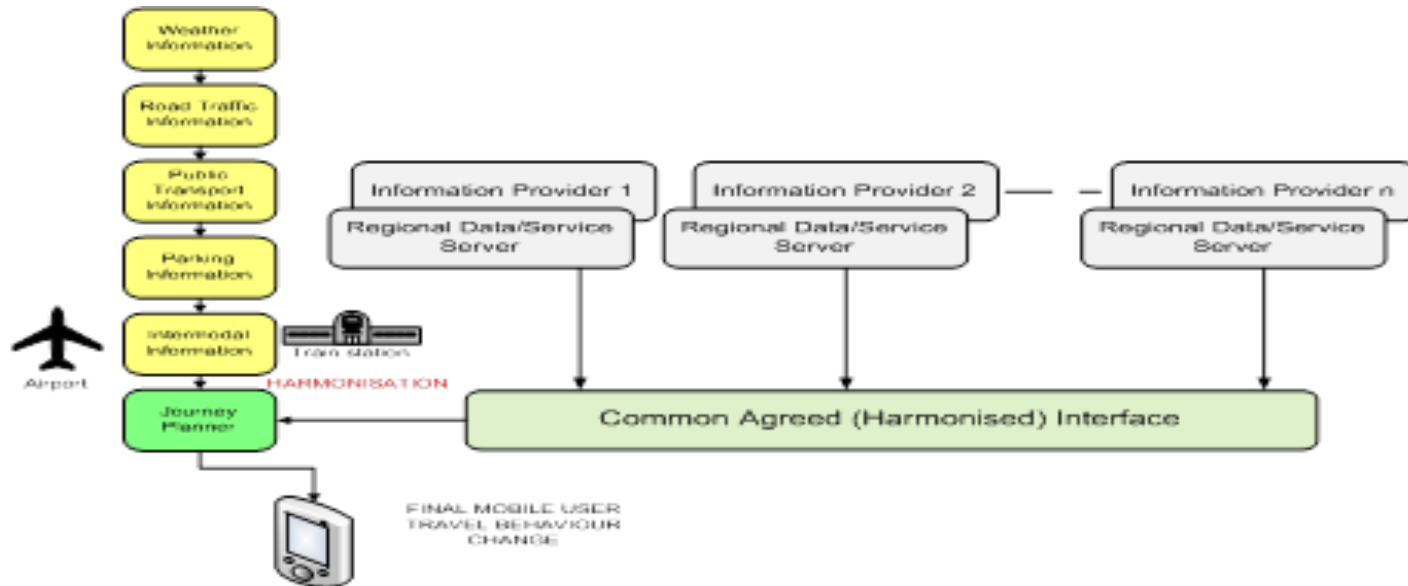 Weather
Information
Road Traffic
Information
Public
Transport
Information
Parking
Information
Intermodal
Information
Airport
Train station
HARMONISATION
Journey
Planner
Information Provider 1
Regional Data/Service
Server
Information Provider 2
Regional Data/Service
Server
Information Provider n
Regional Data/Service
Server
Common Agreed (Harmonised) Interface
FINAL MOBILE USER
TRAVEL BEHAVIOUR
CHANGE